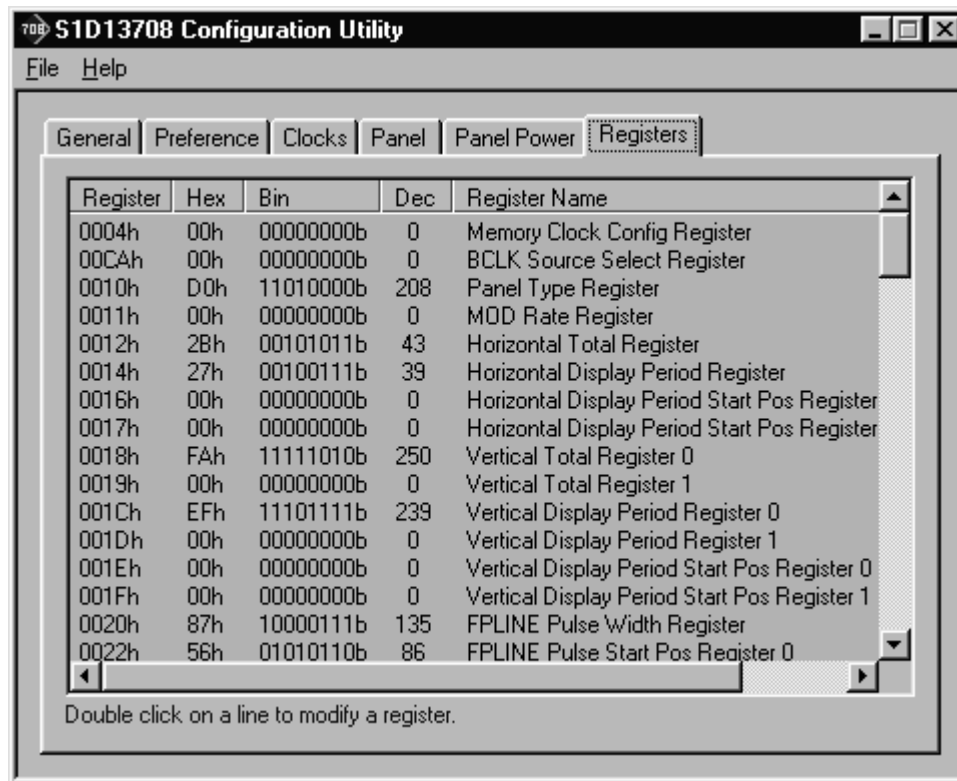 708 S1D13708 Configuration Utility
File Help
General Preference Clocks Panel Panel Power Registers
Register Hex Bin Dec Register Name
0004h 00h 00000000b 0 Memory Clock Config Register
00CAh 00h 00000000b 0 BCLK Source Select Register
0010h D0h 11010000b 208 Panel Type Register
0011h 00h 00000000b 0 MOD Rate Register
0012h 2Bh 00101011b 43 Horizontal Total Register
0014h 27h 00100111b 39 Horizontal Display Period Register
0016h 00h 00000000b 0 Horizontal Display Period Start Pos Register
0017h 00h 00000000b 0 Horizontal Display Period Start Pos Register
0018h FAh 11111010b 250 Vertical Total Register 0
0019h 00h 00000000b 0 Vertical Total Register 1
001Ch EFh 11101111b 239 Vertical Display Period Register 0
001Dh 00h 00000000b 0 Vertical Display Period Register 1
001Eh 00h 00000000b 0 Vertical Display Period Start Pos Register 0
001Fh 00h 00000000b 0 Vertical Display Period Start Pos Register 1
0020h 87h 10000111b 135 FPLINE Pulse Width Register
0022h 56h 01010110b 86 FPLINE Pulse Start Pos Register 0
Double click on a line to modify a register.